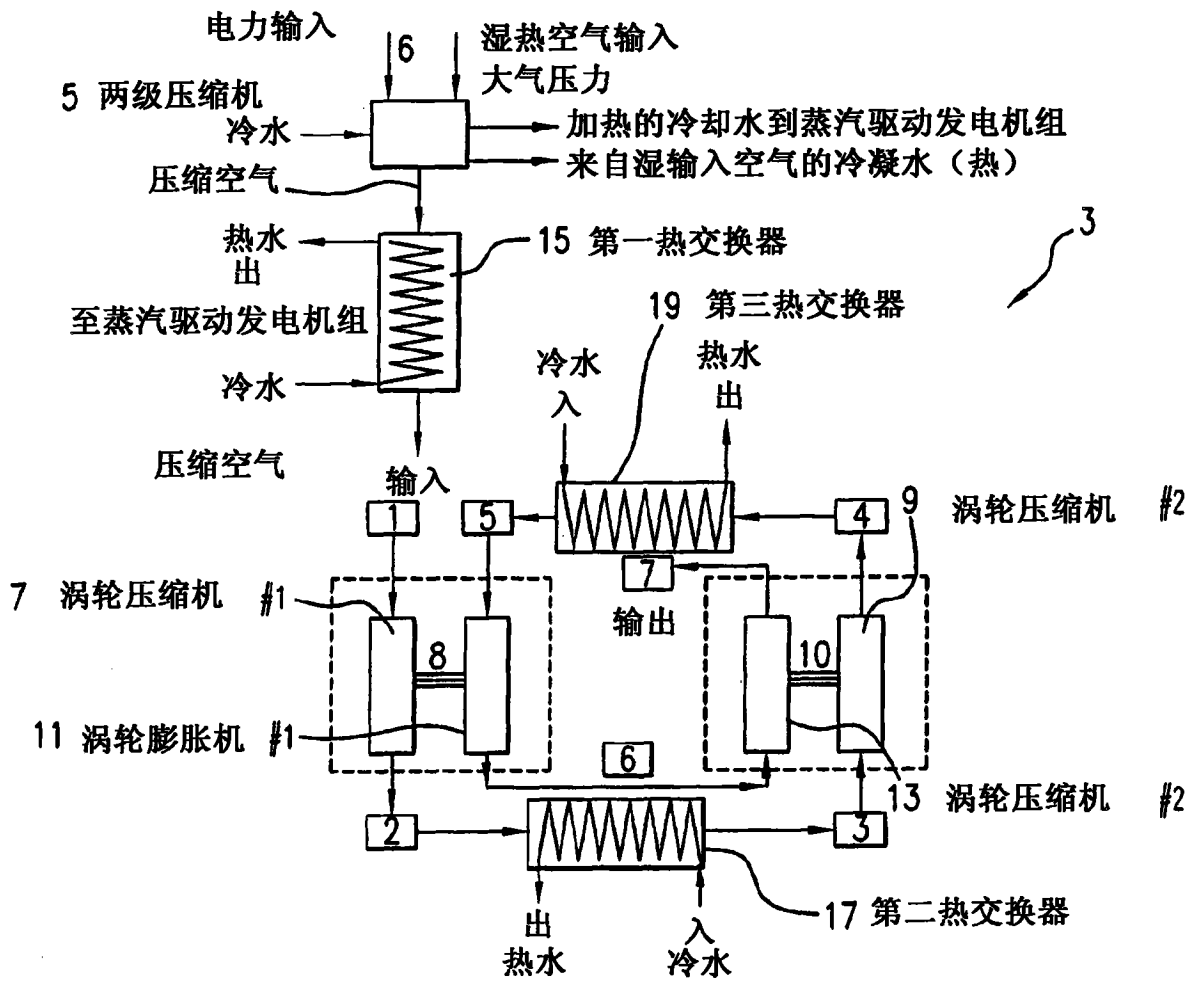 电力输入
6
湿热空气输入
大气压力
5 两级压缩机
冷水
加热的冷却水到蒸汽驱动发电机组
来自湿输入空气的冷凝水（热）
压缩空气
热水
出
15 第一热交换器
3
至蒸汽驱动发电机组
19 第三热交换器
冷水
入
热水
出
冷水
压缩空气
输入
1
5
4
9 涡轮压缩机 #2
7
输出
7 涡轮压缩机 #1
8
10
11 涡轮膨胀机 #1
6
13 涡轮压缩机 #2
2
3
出
热水
入
冷水
17 第二热交换器